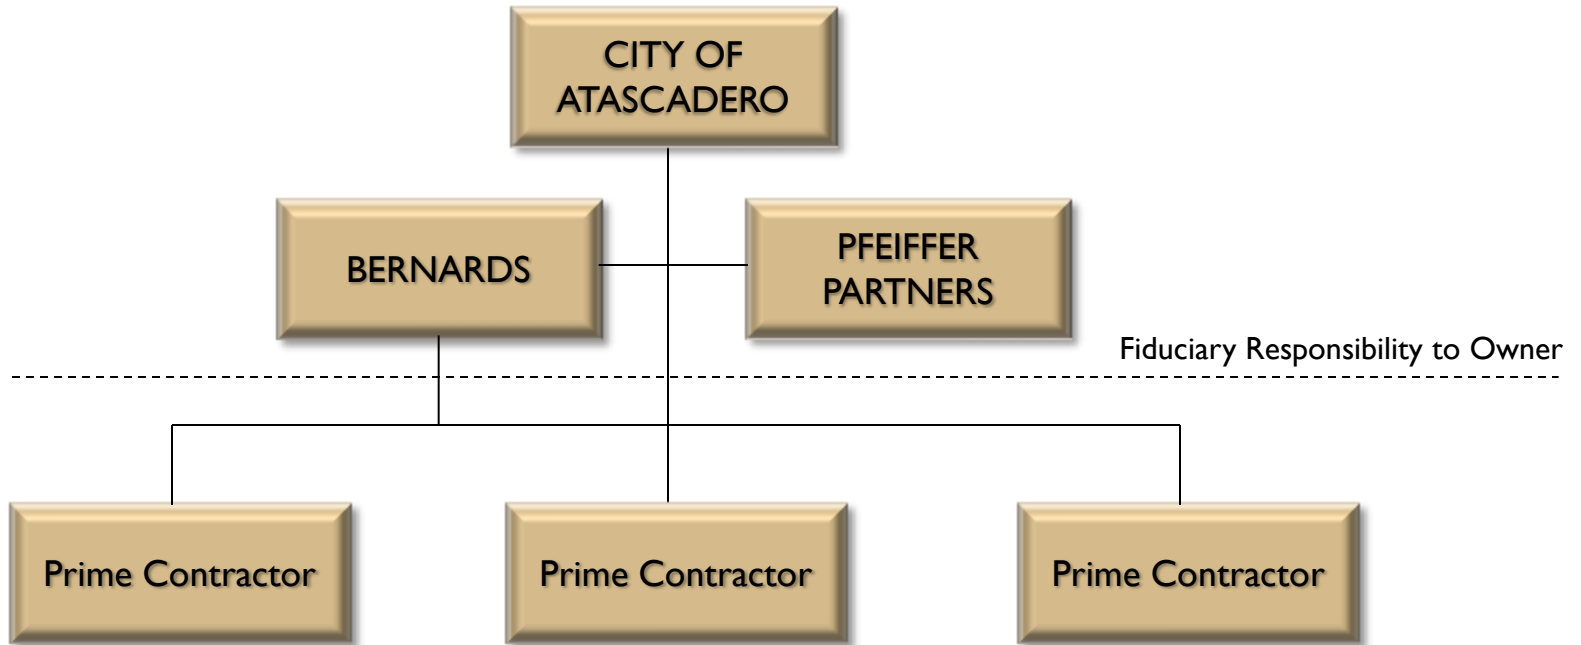 CITY OF
ATASCADERO
BERNARDS
PFEIFFER
PARTNERS
Fiduciary Responsibility to Owner
Prime Contractor
Prime Contractor
Prime Contractor